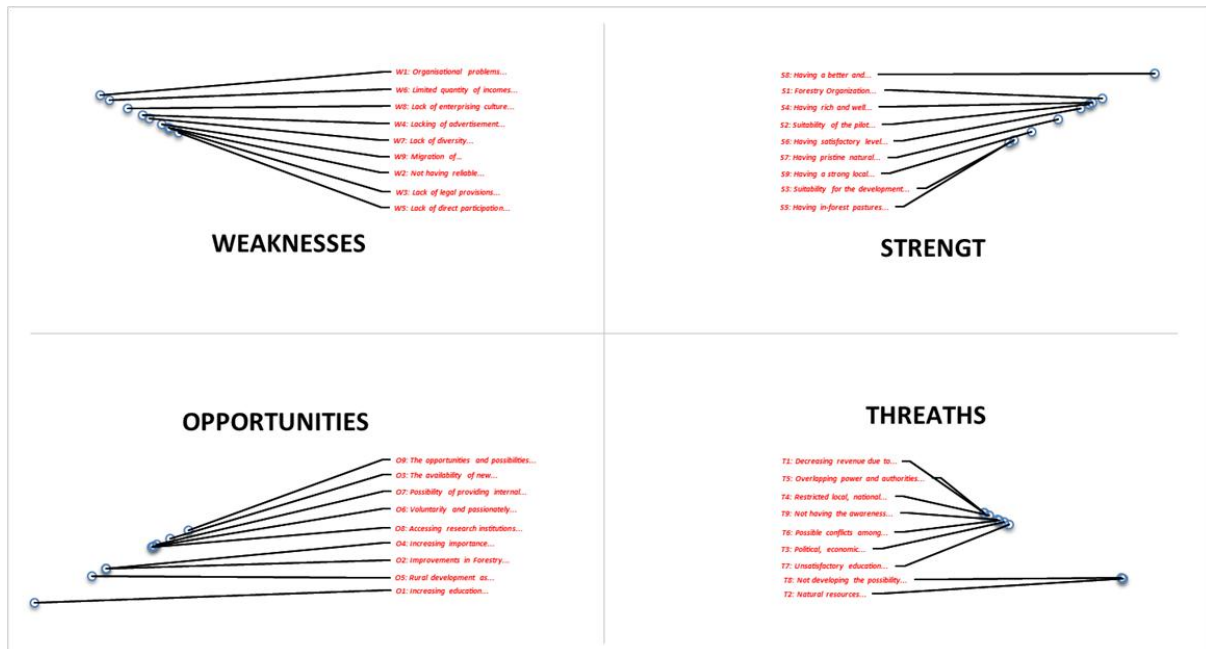 W1: Organisational problems...
W6: Limited quantity of incomes...
W8: Lack of enterprising culture...
W4: Lacking of advertisement...
W7: Lack of diversity...
W9: Migration of...
W2: Not having reliable...
W3: Lack of legal provisions...
W5: Lack of direct participation...
WEAKNESSES
S8: Having a better and...
S1: Forestry Organization...
S4: Having rich and well...
S2: Suitability of the pilot...
S6: Having satisfactory level...
S7: Having pristine natural...
S9: Having a strong local...
S3: Suitability for the development...
S5: Having in-forest pastures...
STRENGT
OPPORTUNITIES
O9: The opportunities and possibilities...
O3: The availability of new...
O7: Possibility of providing internal...
O6: Voluntarily and passionately...
O8: Accessing research institutions...
O4: Increasing importance...
O2: Improvements in Forestry...
O5: Rural development as...
O1: Increasing education...
THREATHS
T1: Decreasing revenue due to...
T5: Overlapping power and authorities...
T4: Restricted local, national...
T9: Not having the awareness...
T6: Possible conflicts among...
T3: Political, economic...
T7: Unsatisfactory education...
T8: Not developing the possibility...
T2: Natural resources...